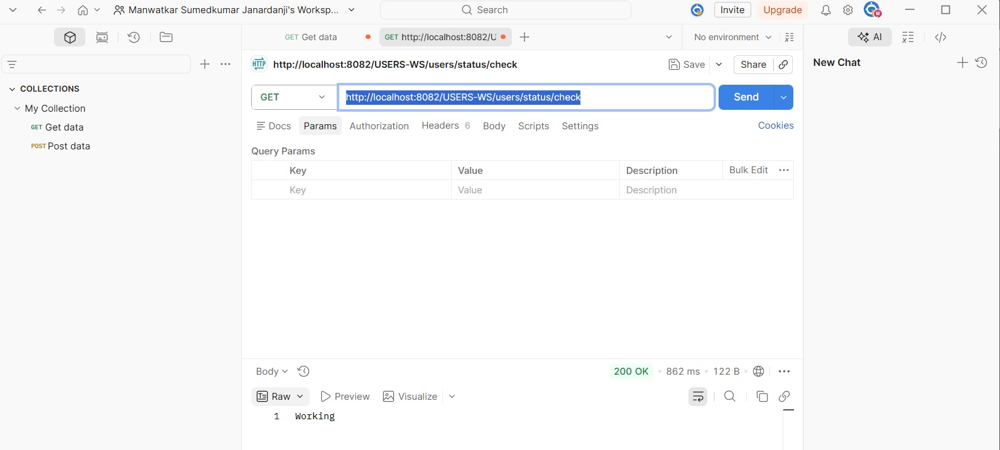 Manwatkar Sumedkumar Janardanji's Worksp...
Search
Invite
Upgrade
M
GET Get data
GET http://localhost:8082/U
No environment
AI
HTTP http://localhost:8082/USERS-WS/users/status/check
Save
Share
New Chat
COLLECTIONS
My Collection
GET Get data
POST Post data
GET
http://localhost:8082/USERS-WS/users/status/check
Send
Docs Params Authorization Headers 6 Body Scripts Settings Cookies
Query Params
Key Value Description Bulk Edit
Key Value Description
Body 200 OK 862 ms 122 B
Raw Preview Visualize
1 Working